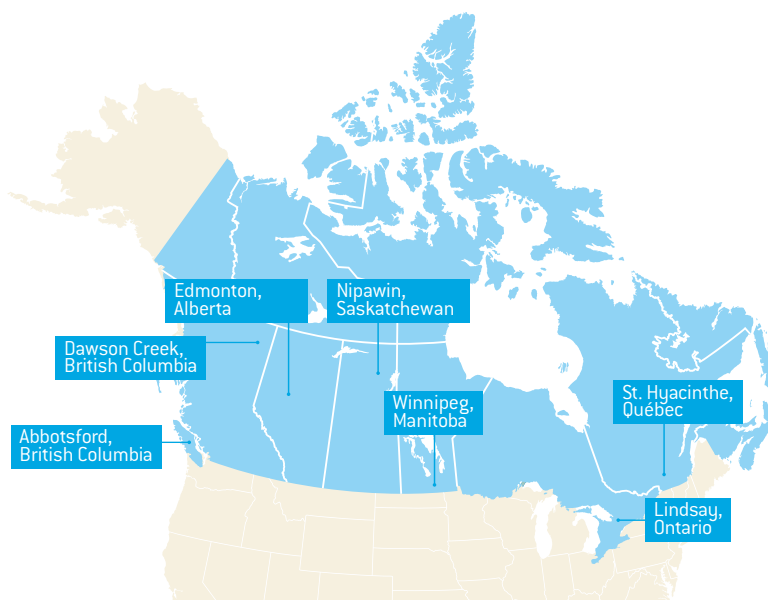 Edmonton,
Alberta
Nipawin,
Saskatchewan
Dawson Creek,
British Columbia
Winnipeg,
Manitoba
St. Hyacinthe,
Québec
Abbotsford,
British Columbia
Lindsay,
Ontario